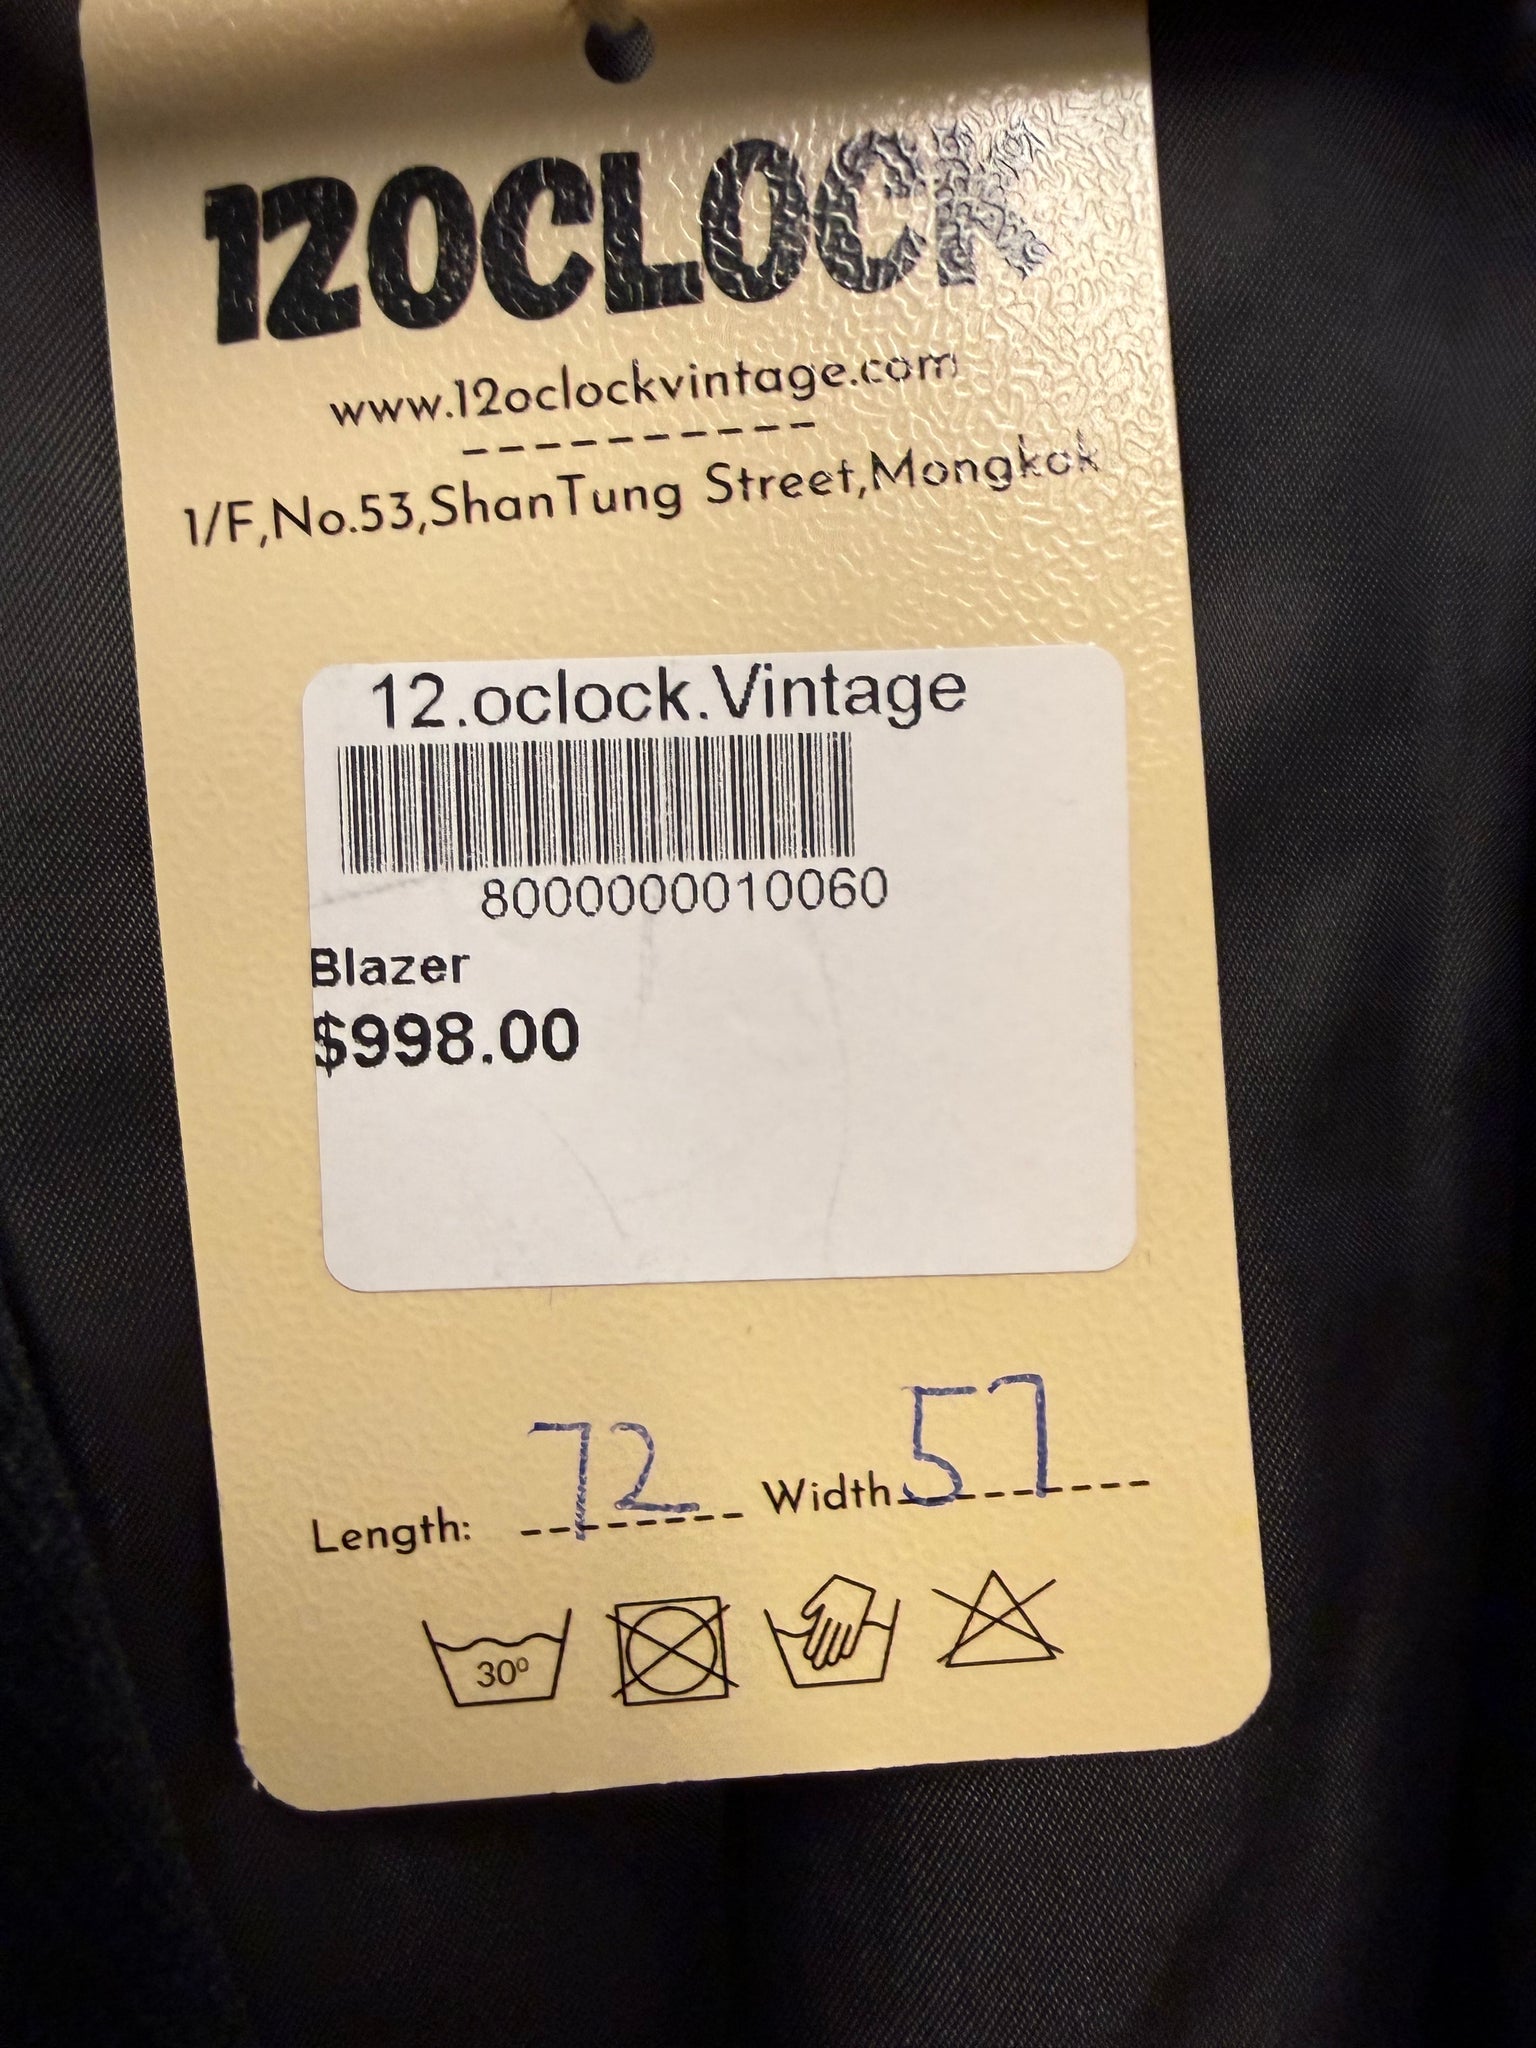 12OCLOCK
www.12oclockvintage.com
1/F,No.53,ShanTung Street,Mongkok
12.oclock.Vintage
8000000010060
Blazer
$998.00
Length: 72 Width 57
30º